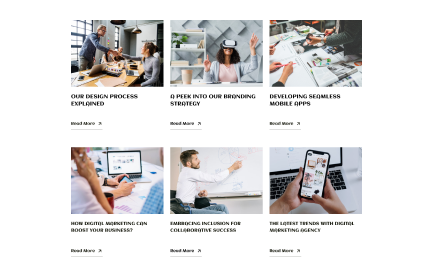 OUR DESIGN PROCESS
EXPLAINED
Read More
A PEEK INTO OUR BRANDING
STRATEGY
Read More
DEVELOPING SEAMLESS
MOBILE APPS
Read More
HOW DIGITAL MARKETING CAN
BOOST YOUR BUSINESS?
Read More
EMBRACING INCLUSION FOR
COLLABORATIVE SUCCESS
Read More
THE LATEST TRENDS WITH DIGITAL
MARKETING AGENCY
Read More